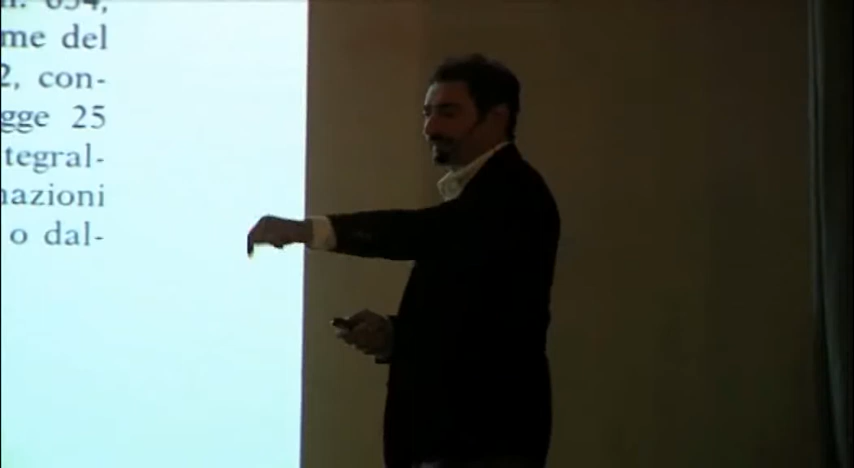 me del
2, con-
gge 25
tegral-
nazioni
o dal-